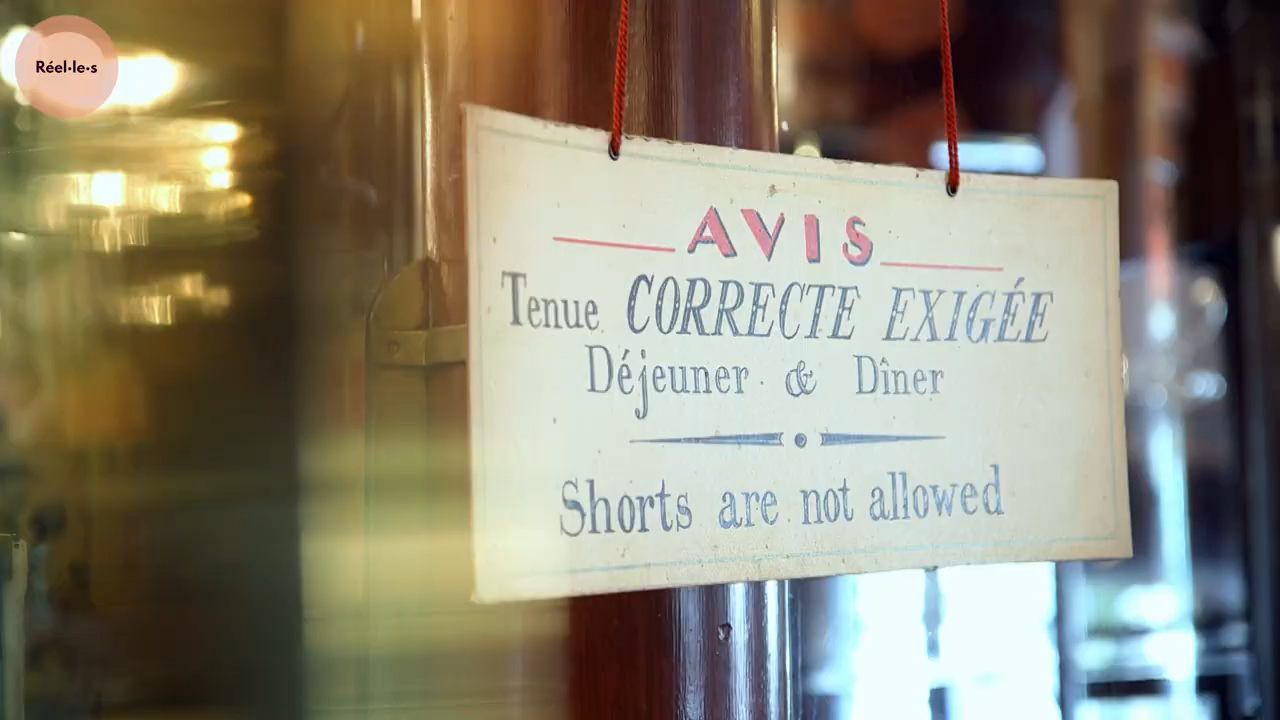 Réel·le·s
AVIS
Tenue CORRECTE EXIGÉE
Déjeuner & Dîner
Shorts are not allowed